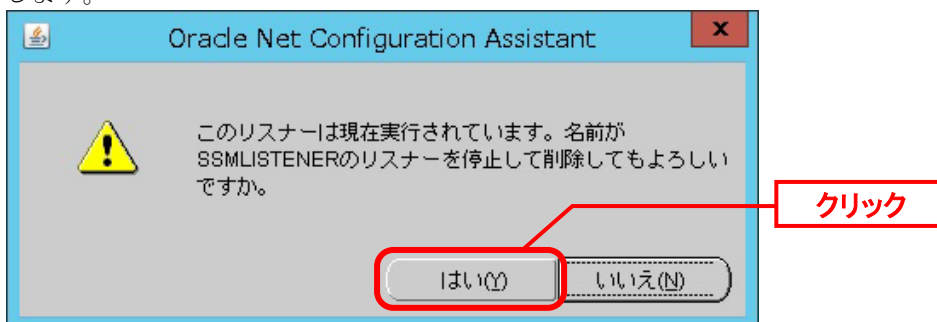 します。
Oracle Net Configuration Assistant
このリスナーは現在実行されています。名前が
SSMLISTENERのリスナーを停止して削除してもよろしい
ですか。
クリック
はい(Y) いいえ(N)